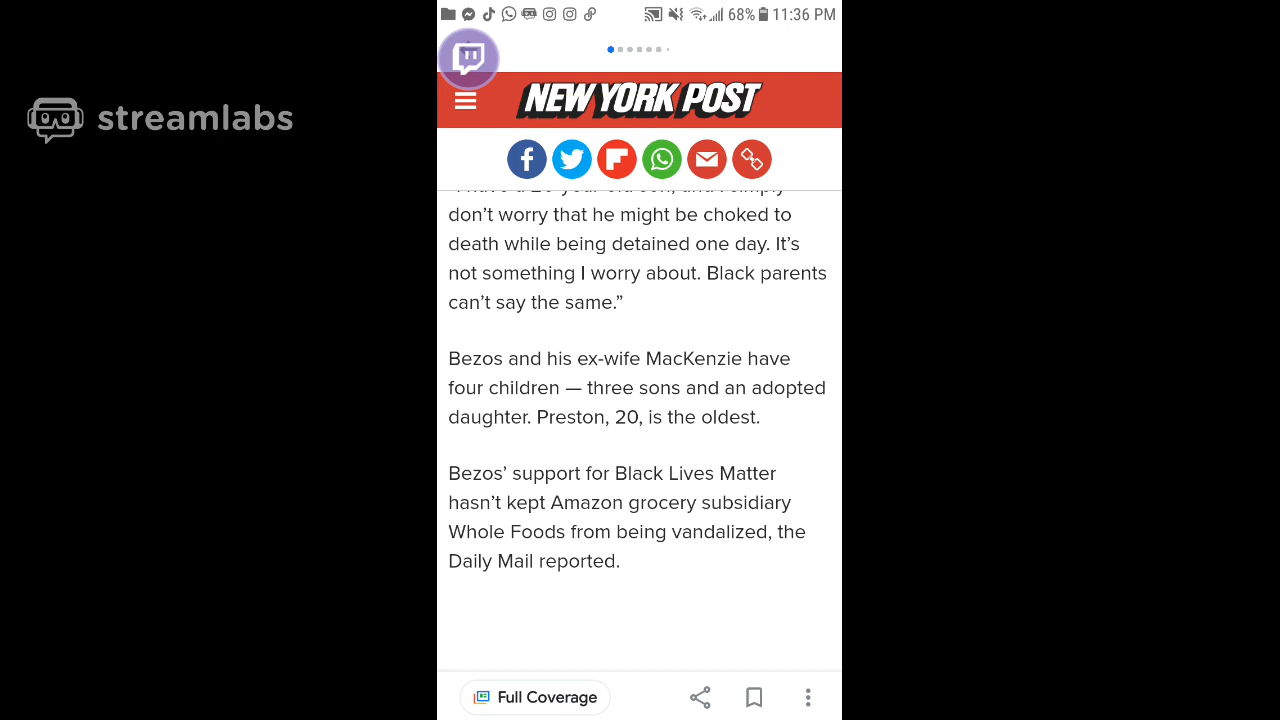 68% 11:36 PM
streamlabs
NEW YORK POST
don’t worry that he might be choked to
death while being detained one day. It’s
not something I worry about. Black parents
can’t say the same.”
Bezos and his ex-wife MacKenzie have
four children — three sons and an adopted
daughter. Preston, 20, is the oldest.
Bezos’ support for Black Lives Matter
hasn’t kept Amazon grocery subsidiary
Whole Foods from being vandalized, the
Daily Mail reported.
Full Coverage